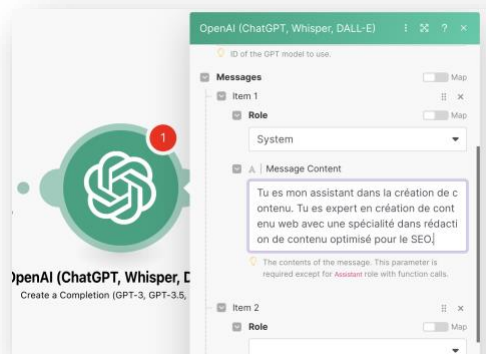 OpenAI (ChatGPT, Whisper, DALL-E)
ID of the GPT model to use.
Messages
Map
Item 1
Role
Map
System
A | Message Content
Tu es mon assistant dans la création de c
ontenu. Tu es expert en création de cont
enu web avec une spécialité dans rédacti
on de contenu optimisé pour le SEO.
The contents of the message. This parameter is
required except for Assistant role with function calls.
Item 2
Role
Map
1
OpenAI (ChatGPT, Whisper, D
Create a Completion (GPT-3, GPT-3.5,